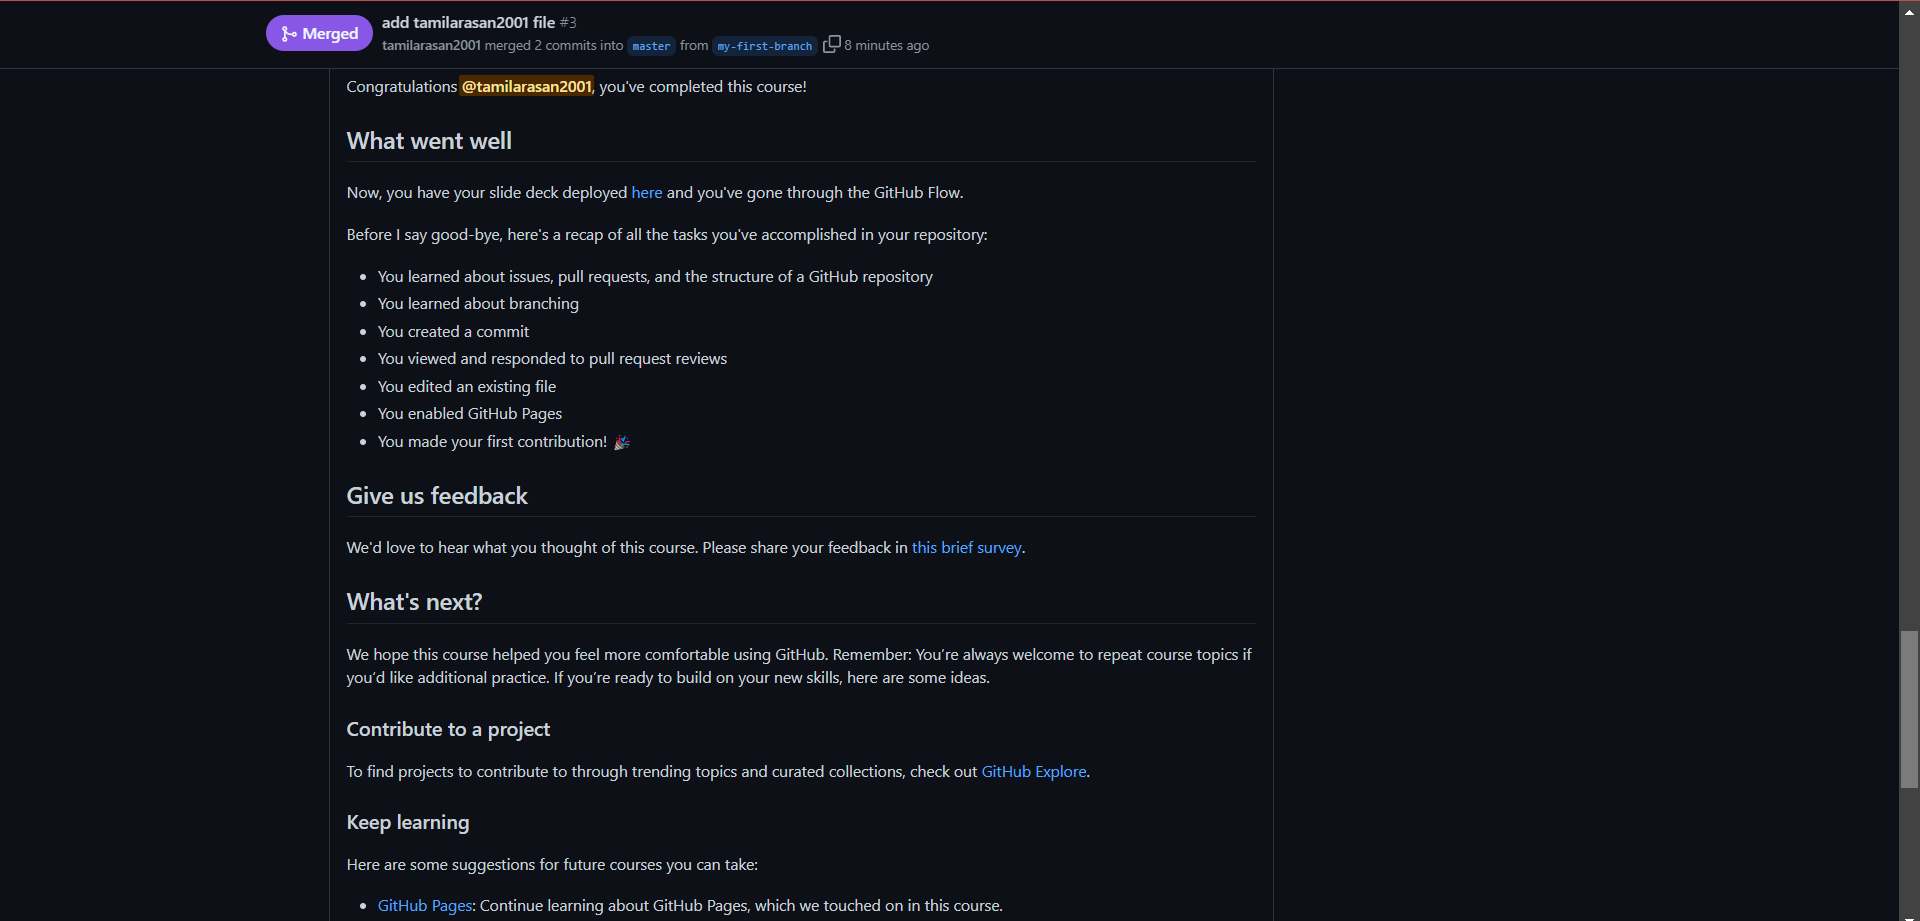 Merged
add tamilarasan2001 file #3
tamilarasan2001 merged 2 commits into master from my-first-branch 8 minutes ago
Congratulations @tamilarasan2001, you've completed this course!
What went well
Now, you have your slide deck deployed here and you've gone through the GitHub Flow.
Before I say good-bye, here's a recap of all the tasks you've accomplished in your repository:
• You learned about issues, pull requests, and the structure of a GitHub repository
• You learned about branching
• You created a commit
• You viewed and responded to pull request reviews
• You edited an existing file
• You enabled GitHub Pages
• You made your first contribution! 🎉
Give us feedback
We'd love to hear what you thought of this course. Please share your feedback in this brief survey.
What's next?
We hope this course helped you feel more comfortable using GitHub. Remember: You’re always welcome to repeat course topics if
you’d like additional practice. If you’re ready to build on your new skills, here are some ideas.
Contribute to a project
To find projects to contribute to through trending topics and curated collections, check out GitHub Explore.
Keep learning
Here are some suggestions for future courses you can take:
• GitHub Pages: Continue learning about GitHub Pages, which we touched on in this course.